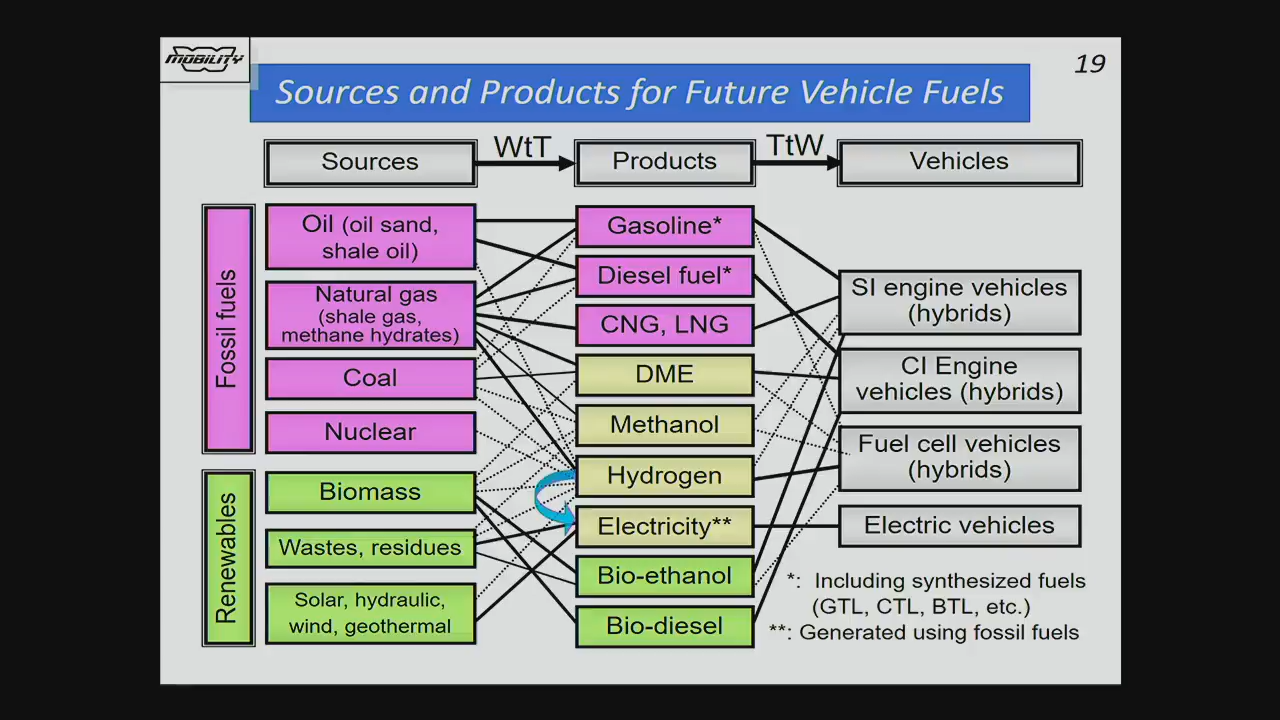 MOBILITY
19
Sources and Products for Future Vehicle Fuels
WtT
TtW
Sources
Products
Vehicles
Fossil fuels
Oil (oil sand,
shale oil)
Natural gas
(shale gas,
methane hydrates)
Coal
Nuclear
Renewables
Biomass
Wastes, residues
Solar, hydraulic,
wind, geothermal
Gasoline*
Diesel fuel*
CNG, LNG
DME
Methanol
Hydrogen
Electricity**
Bio-ethanol
Bio-diesel
SI engine vehicles
(hybrids)
CI Engine
vehicles (hybrids)
Fuel cell vehicles
(hybrids)
Electric vehicles
*: Including synthesized fuels
(GTL, CTL, BTL, etc.)
**: Generated using fossil fuels